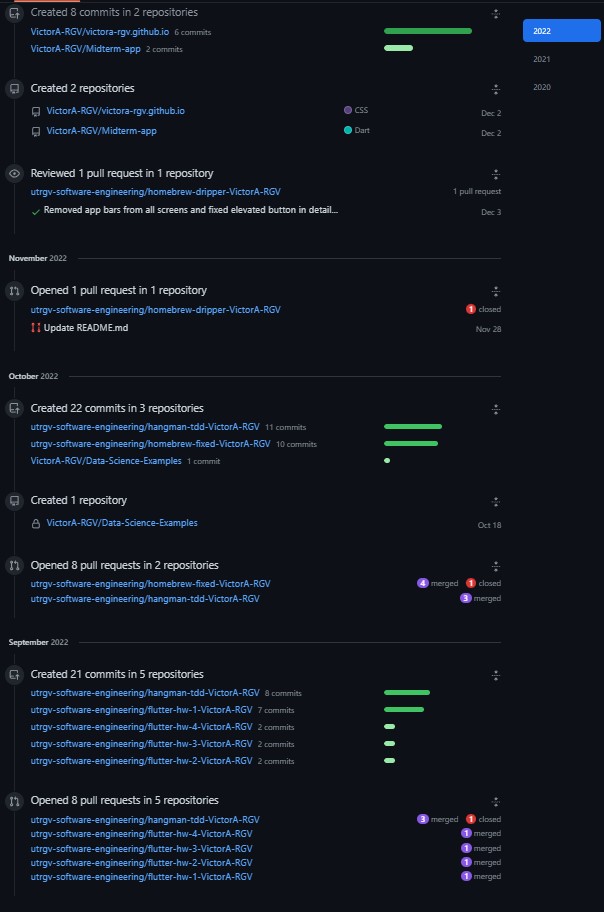 Created 8 commits in 2 repositories
VictorA-RGV/victora-rgv.github.io 6 commits
VictorA-RGV/Midterm-app 2 commits
2022
2021
2020
Created 2 repositories
VictorA-RGV/victora-rgv.github.io CSS Dec 2
VictorA-RGV/Midterm-app Dart Dec 2
Reviewed 1 pull request in 1 repository
utrgv-software-engineering/homebrew-dripper-VictorA-RGV 1 pull request
Removed app bars from all screens and fixed elevated button in detail... Dec 3
November 2022
Opened 1 pull request in 1 repository
utrgv-software-engineering/homebrew-dripper-VictorA-RGV 1 closed
Update README.md Nov 28
October 2022
Created 22 commits in 3 repositories
utrgv-software-engineering/hangman-tdd-VictorA-RGV 11 commits
utrgv-software-engineering/homebrew-fixed-VictorA-RGV 10 commits
VictorA-RGV/Data-Science-Examples 1 commit
Created 1 repository
VictorA-RGV/Data-Science-Examples Oct 18
Opened 8 pull requests in 2 repositories
utrgv-software-engineering/homebrew-fixed-VictorA-RGV 4 merged 1 closed
utrgv-software-engineering/hangman-tdd-VictorA-RGV 3 merged
September 2022
Created 21 commits in 5 repositories
utrgv-software-engineering/hangman-tdd-VictorA-RGV 8 commits
utrgv-software-engineering/flutter-hw-1-VictorA-RGV 7 commits
utrgv-software-engineering/flutter-hw-4-VictorA-RGV 2 commits
utrgv-software-engineering/flutter-hw-3-VictorA-RGV 2 commits
utrgv-software-engineering/flutter-hw-2-VictorA-RGV 2 commits
Opened 8 pull requests in 5 repositories
utrgv-software-engineering/hangman-tdd-VictorA-RGV 3 merged 1 closed
utrgv-software-engineering/flutter-hw-4-VictorA-RGV 1 merged
utrgv-software-engineering/flutter-hw-3-VictorA-RGV 1 merged
utrgv-software-engineering/flutter-hw-2-VictorA-RGV 1 merged
utrgv-software-engineering/flutter-hw-1-VictorA-RGV 1 merged